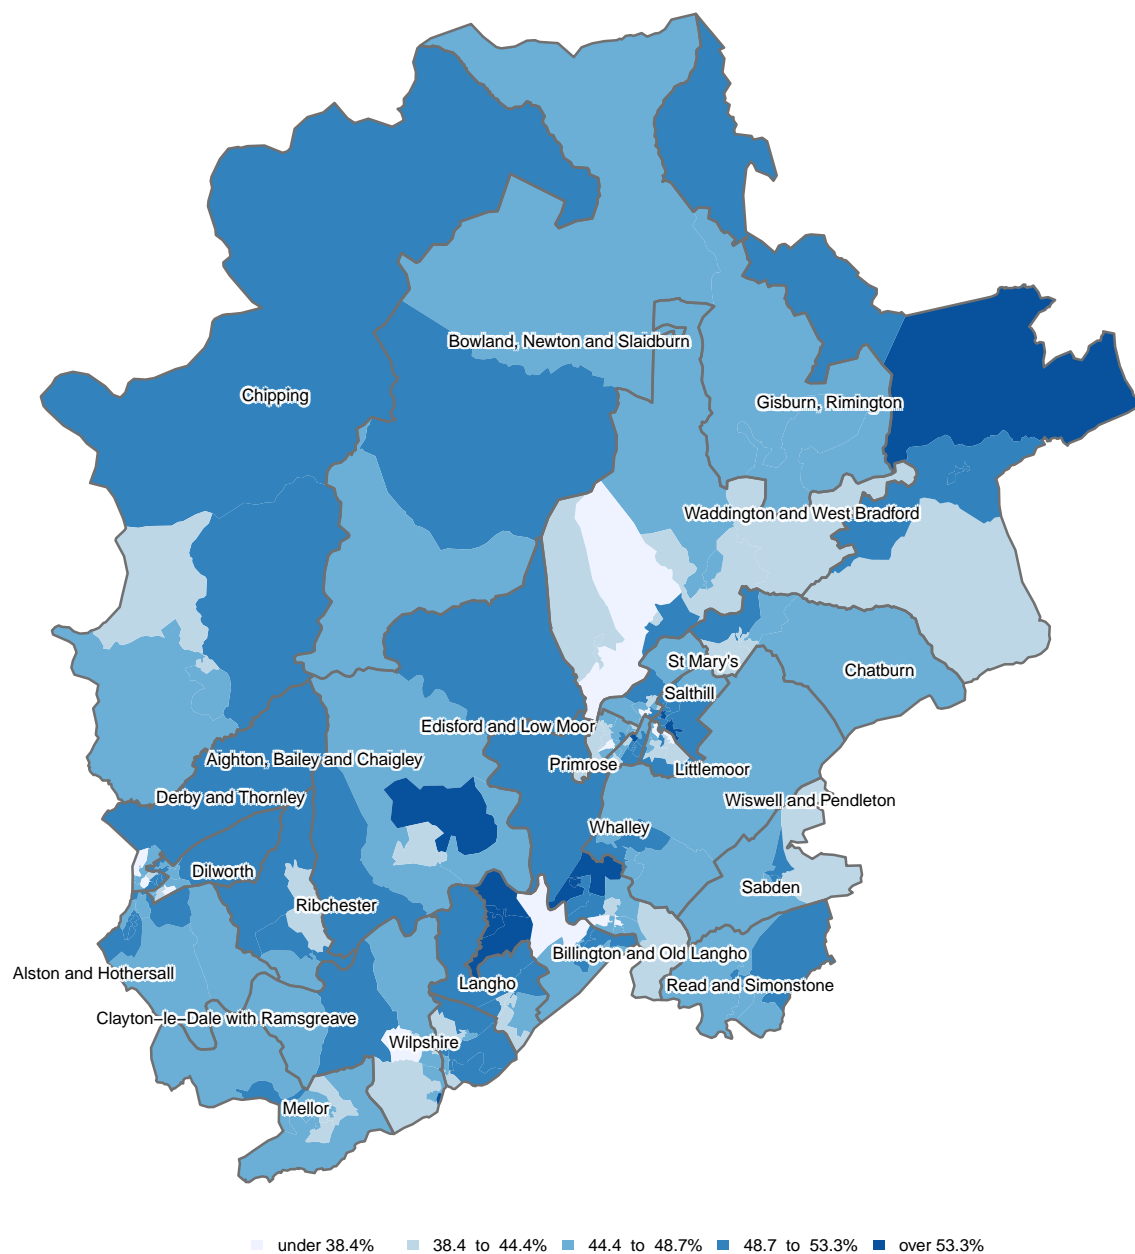 Bowland, Newton and Slaidburn
Chipping
Gisburn, Rimington
Waddington and West Bradford
St Mary's
Chatburn
Salthill
Edisford and Low Moor
Aighton, Bailey and Chaigley
Primrose
Littlemoor
Derby and Thornley
Wiswell and Pendleton
Whalley
Dilworth
Sabden
Ribchester
Billington and Old Langho
Alston and Hothersall
Langho
Read and Simonstone
Clayton−le−Dale with Ramsgreave
Wilpshire
Mellor
under 38.4% 38.4 to 44.4% 44.4 to 48.7% 48.7 to 53.3% over 53.3%